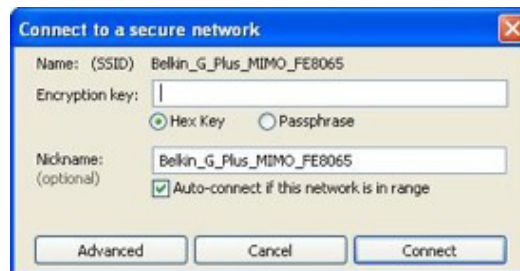 Connect to a secure network
Name: (SSID) Belkin_G_Plus_MIMO_FE8065
Encryption key:
Hex Key Passphrase
Nickname: Belkin_G_Plus_MIMO_FE8065
(optional)
Auto-connect if this network is in range
Advanced Cancel Connect